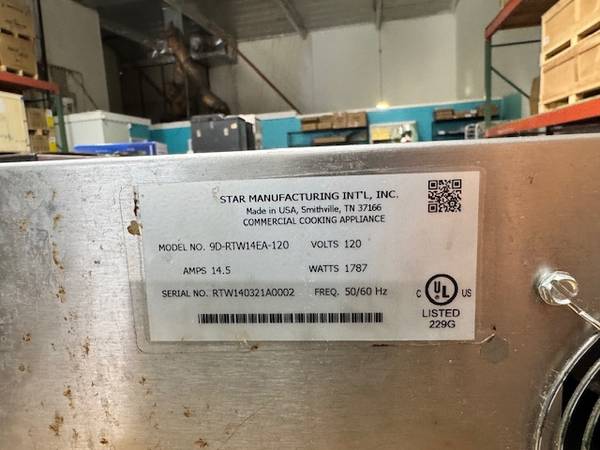 STAR MANUFACTURING INT'L, INC.
Made in USA, Smithville, TN 37166
COMMERCIAL COOKING APPLIANCE
MODEL NO. 9D-RTW14EA-120 VOLTS 120
AMPS 14.5 WATTS 1787
SERIAL NO. RTW140321A0002 FREQ. 50/60 Hz
C UL US
LISTED
229G